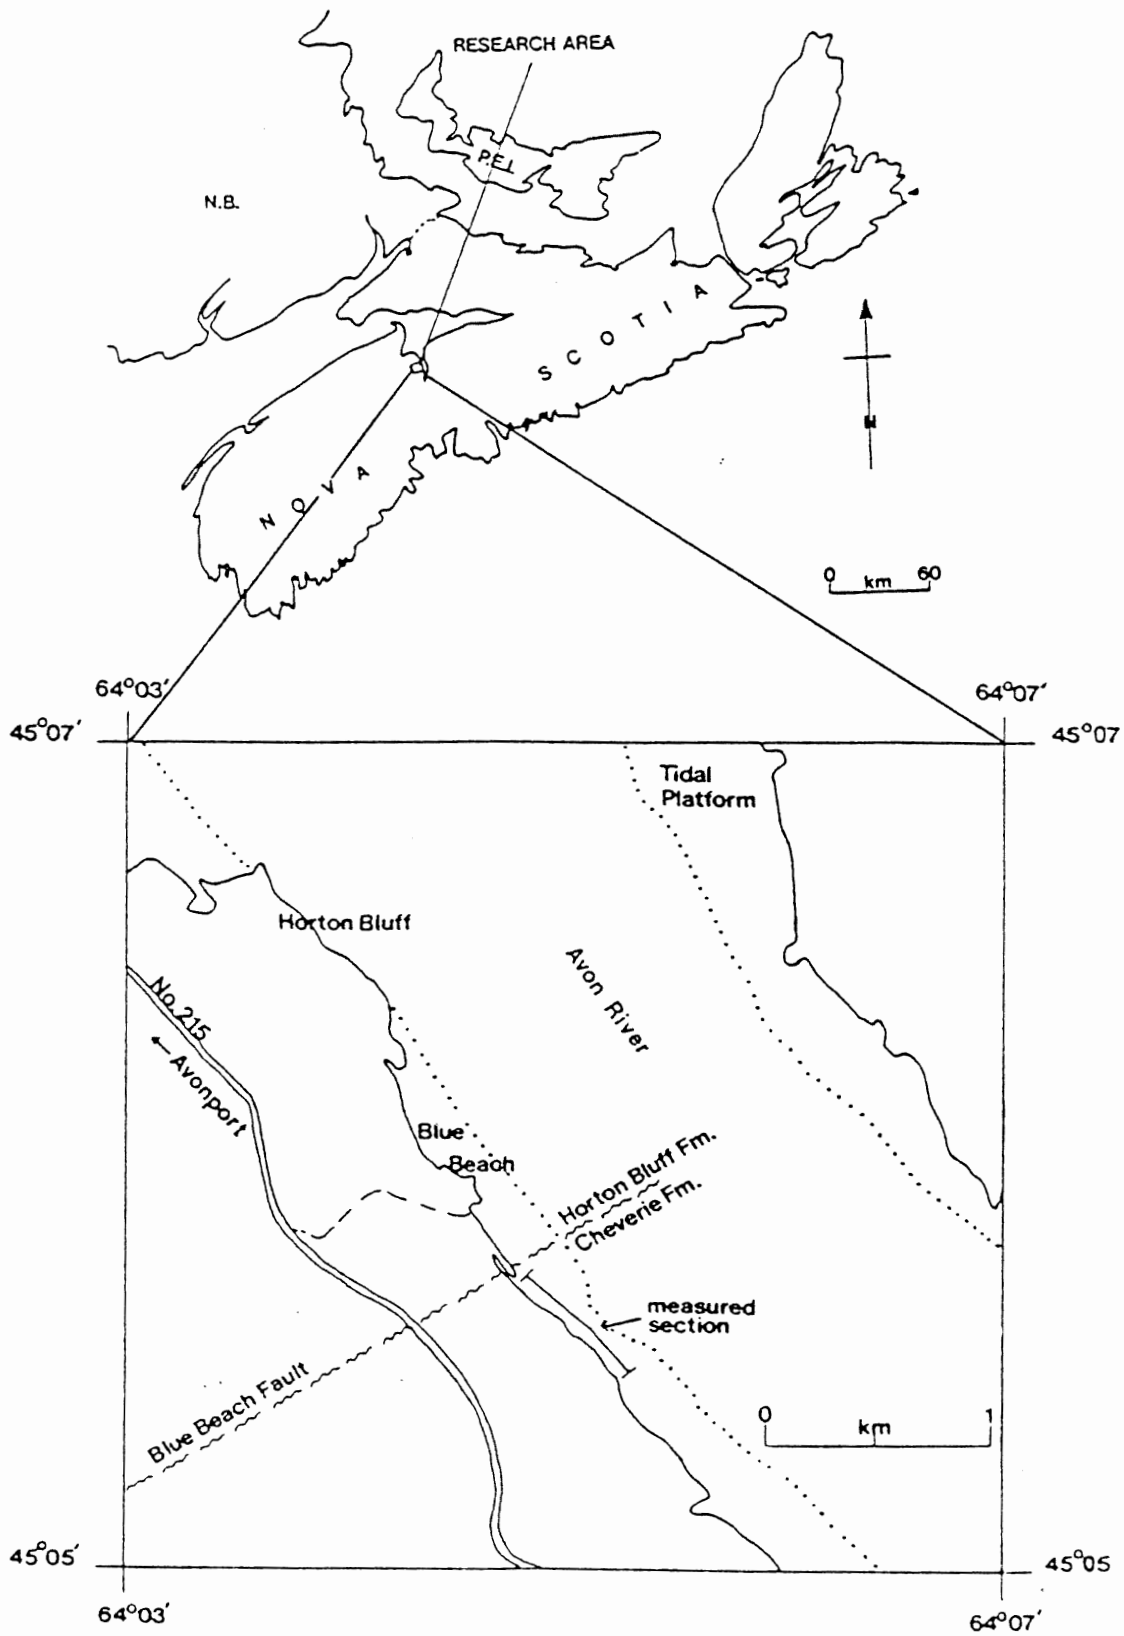 RESEARCH AREA
P.E.I.
N.B.
NOVA SCOTIA
N
0 km 60
64°03' 64°07'
45°07' 45°07
Tidal
Platform
Horton Bluff
Avon River
No. 215
Avonport
Blue
Beach
Horton Bluff Fm.
Cheverie Fm.
measured
section
Blue Beach Fault
0 km 1
45°05' 45°05
64°03' 64°07'